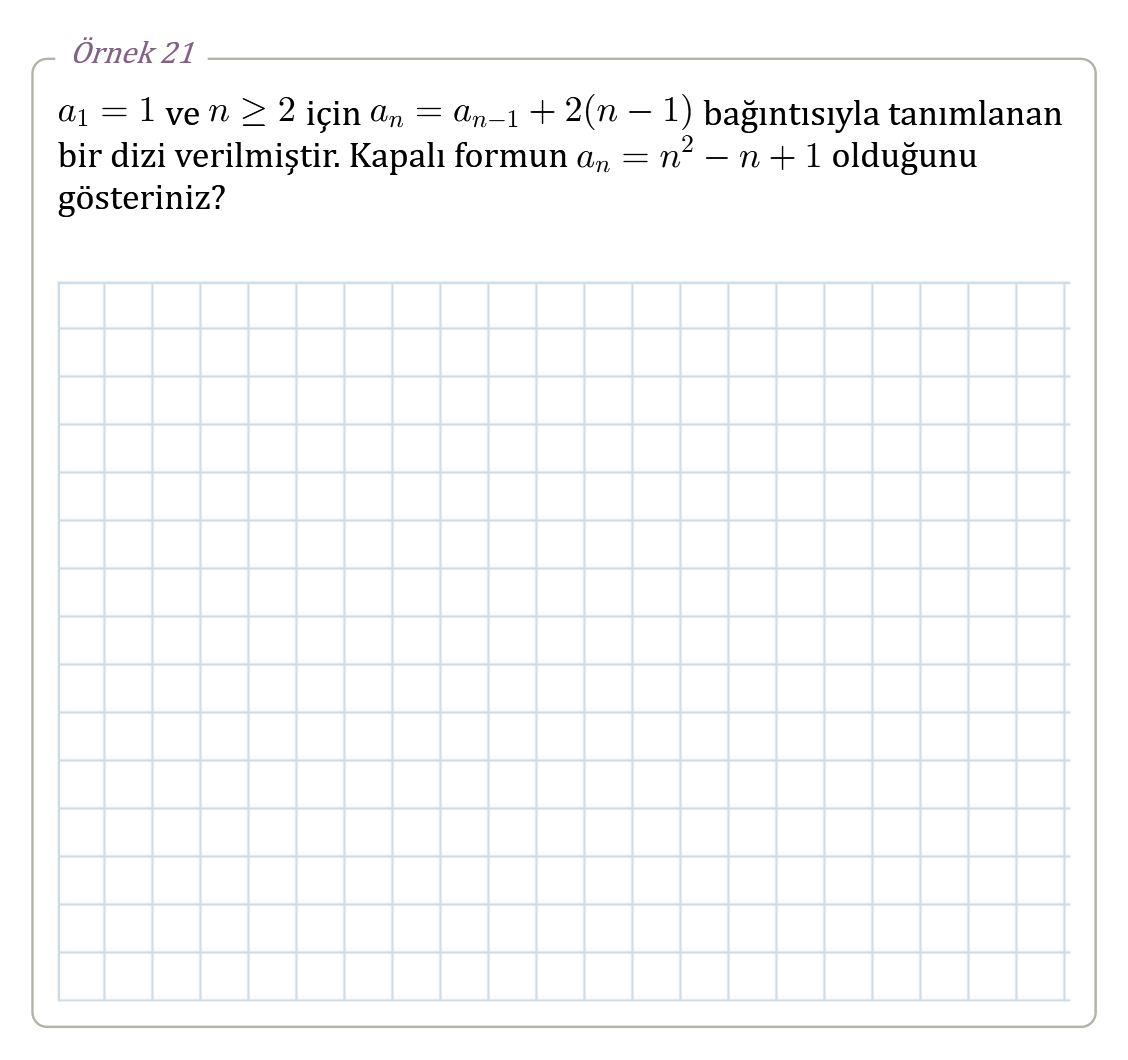 Örnek 21
a₁ = 1 ve n ≥ 2 için aₙ = aₙ₋₁ + 2(n − 1) bağıntısıyla tanımlanan
bir dizi verilmiştir. Kapalı formun aₙ = n² − n + 1 olduğunu
gösteriniz?